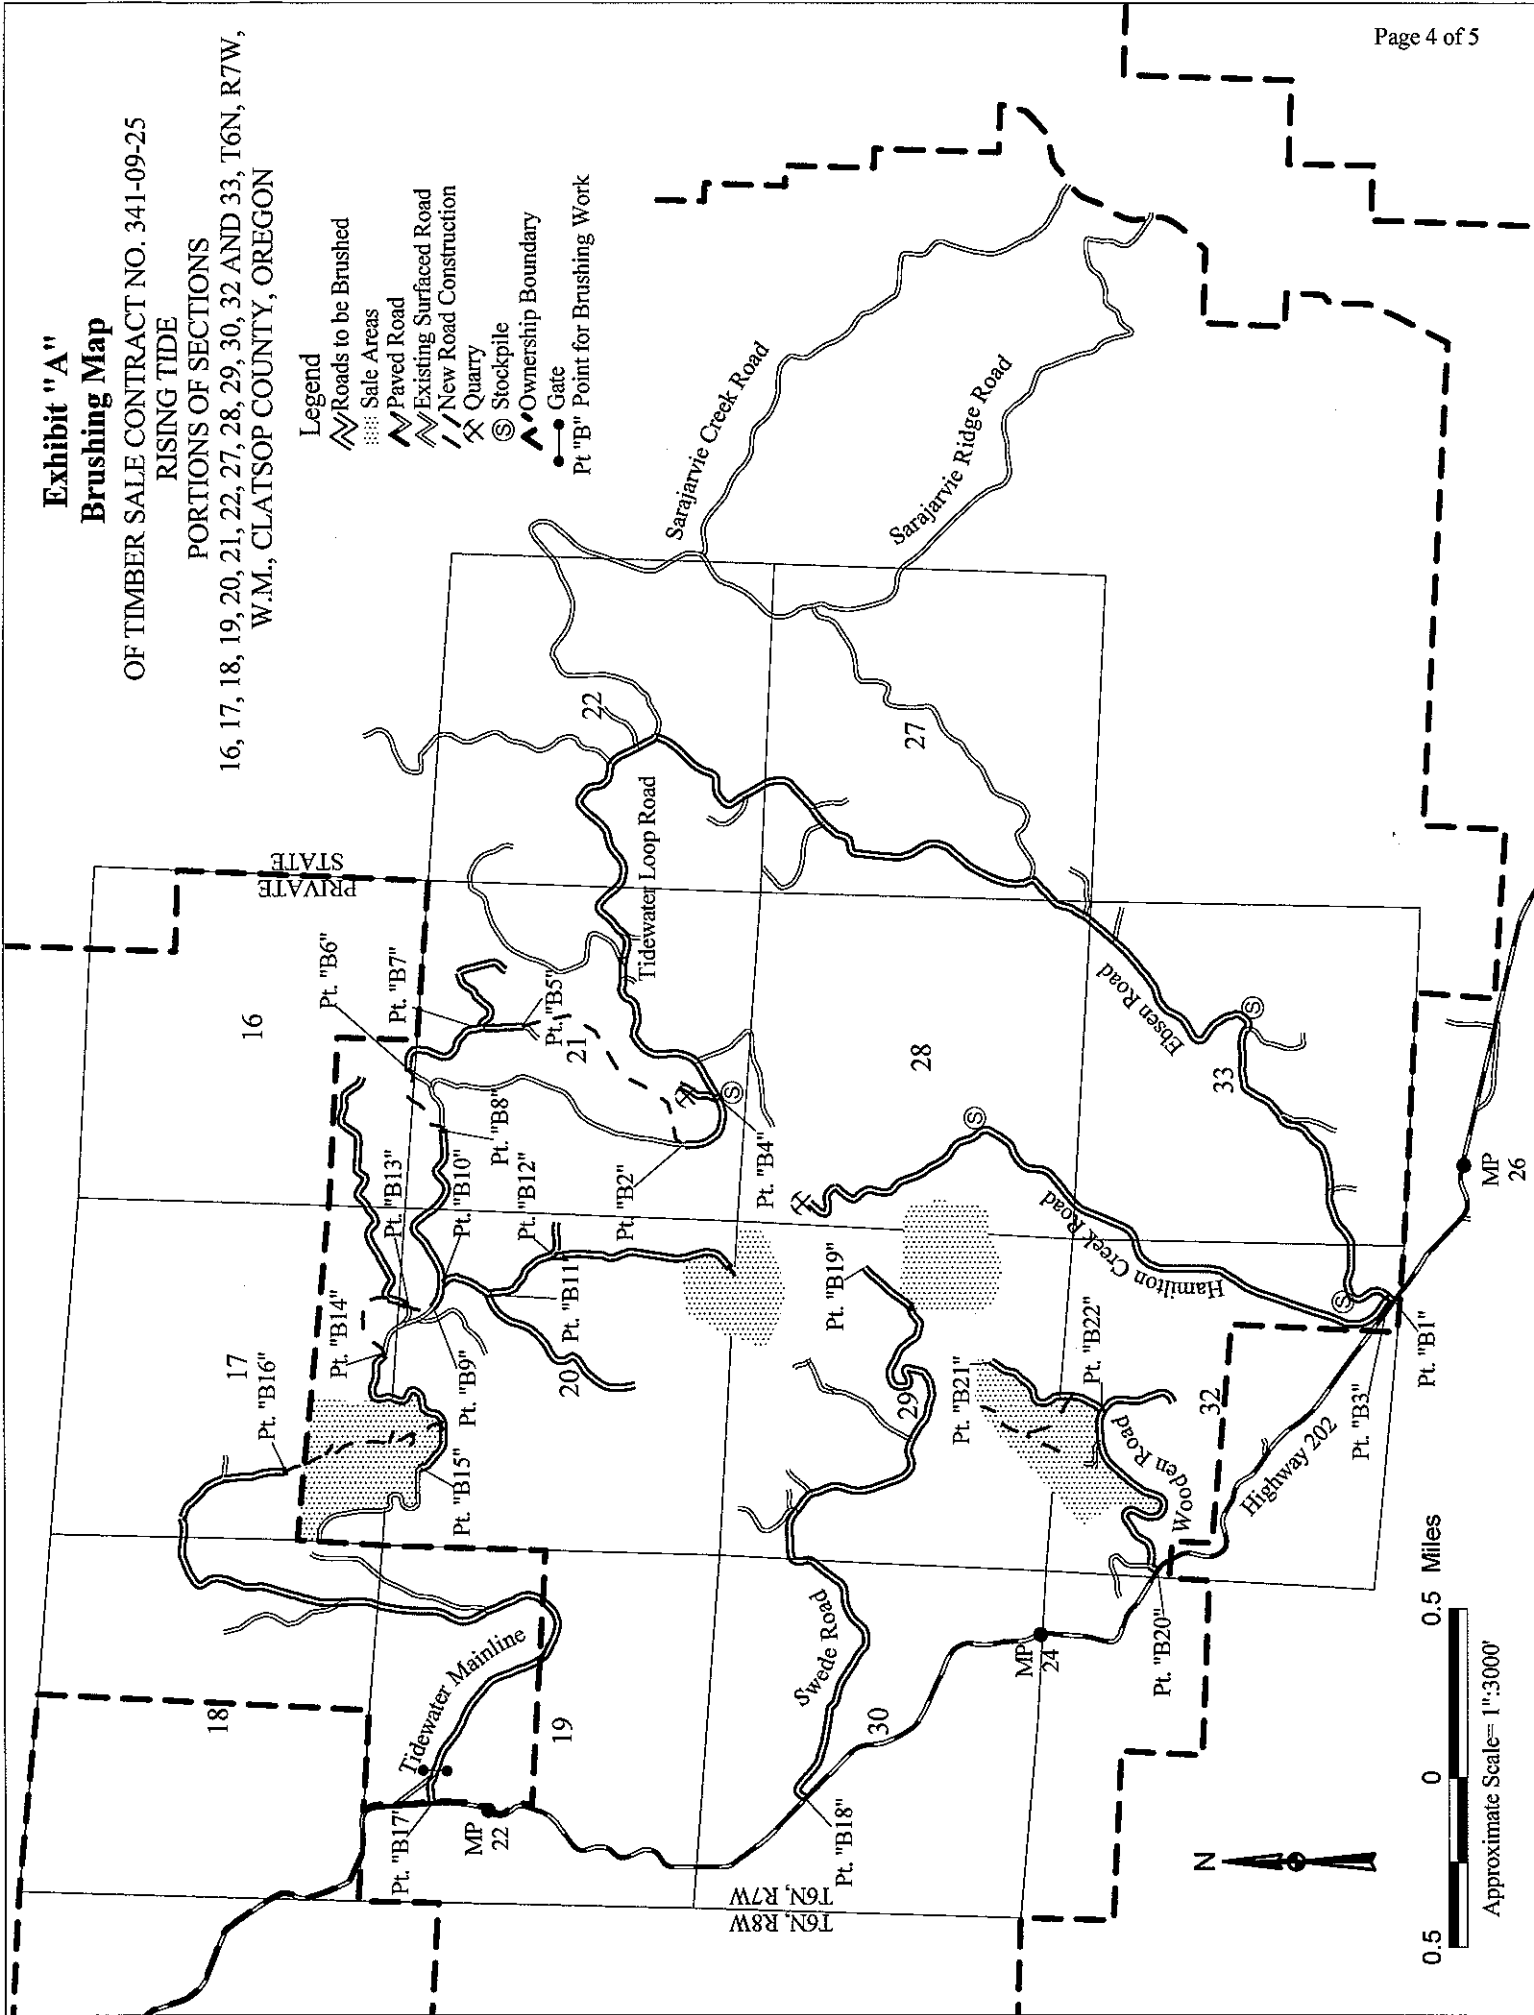 Exhibit "A"
Brushing Map
OF TIMBER SALE CONTRACT NO. 341-09-25
RISING TIDE
PORTIONS OF SECTIONS
16, 17, 18, 19, 20, 21, 22, 27, 28, 29, 30, 32 AND 33, T6N, R7W,
W.M., CLATSOP COUNTY, OREGON
Legend
Roads to be Brushed
Sale Areas
Paved Road
Existing Surfaced Road
New Road Construction
Quarry
S Stockpile
Ownership Boundary
Gate
Pt "B" Point for Brushing Work
18
17
16
PRIVATE
STATE
Pt. "B16"
Pt. "B14"
Pt. "B13"
Pt. "B6"
Pt. "B7"
Pt. "B17"
Tidewater Mainline
MP
22
19
Pt. "B15"
Pt. "B9"
Pt. "B10"
Pt. "B8"
Pt. "B12"
Pt. "B5"
Pt. "B11"
20
21
22
Pt. "B2"
Tidewater Loop Road
Sarajarvie Creek Road
Sarajarvie Ridge Road
S
Pt. "B4"
T6N, R8W
T6N, R7W
Pt. "B18"
Swede Road
30
Pt. "B19"
29
28
27
S
Pt. "B21"
Pt. "B22"
Hamilton Creek Road
Ebsen Road
MP
24
Pt. "B20"
Wooden Road
32
33
S
S
Highway 202
Pt. "B3"
Pt. "B1"
MP
26
N
0.5 0 0.5 Miles
Approximate Scale= 1":3000'
Page 4 of 5